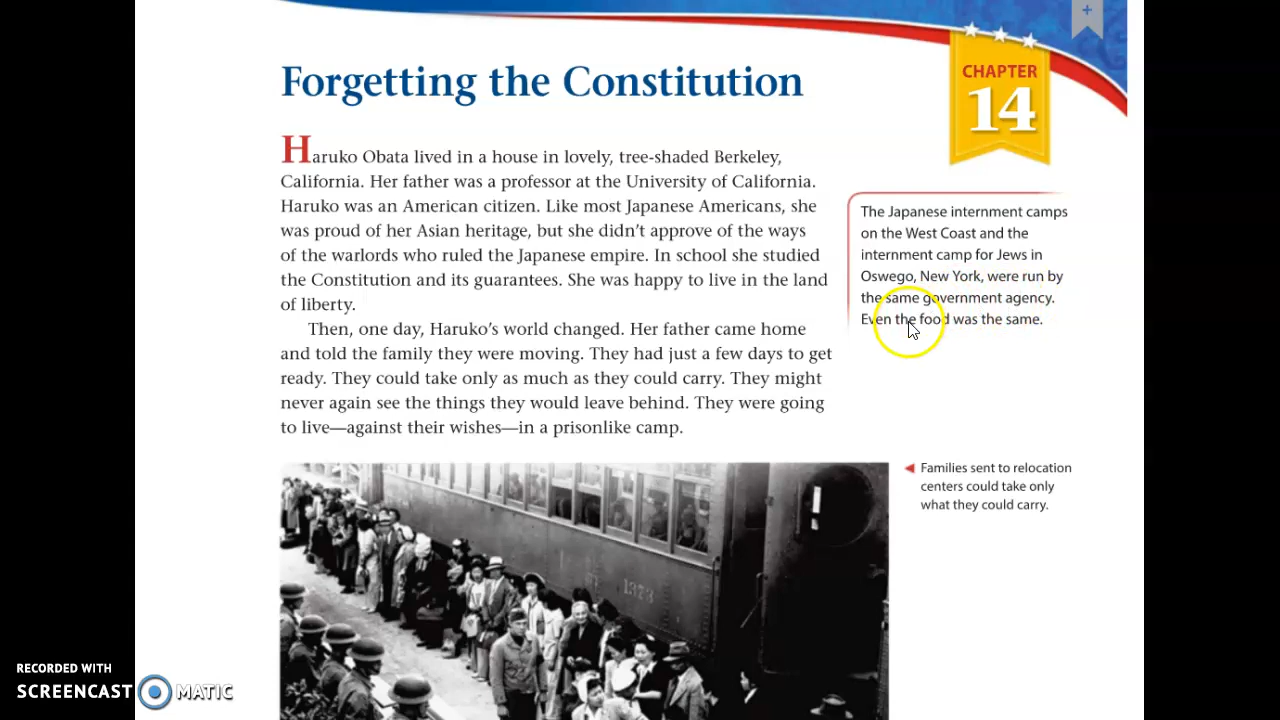 Forgetting the Constitution
CHAPTER
14
Haruko Obata lived in a house in lovely, tree-shaded Berkeley,
California. Her father was a professor at the University of California.
Haruko was an American citizen. Like most Japanese Americans, she
was proud of her Asian heritage, but she didn't approve of the ways
of the warlords who ruled the Japanese empire. In school she studied
the Constitution and its guarantees. She was happy to live in the land
of liberty.
Then, one day, Haruko's world changed. Her father came home
and told the family they were moving. They had just a few days to get
ready. They could take only as much as they could carry. They might
never again see the things they would leave behind. They were going
to live—against their wishes—in a prisonlike camp.
The Japanese internment camps
on the West Coast and the
internment camp for Jews in
Oswego, New York, were run by
the same government agency.
Even the food was the same.
◀ Families sent to relocation
centers could take only
what they could carry.
1323
RECORDED WITH
SCREENCAST MATIC